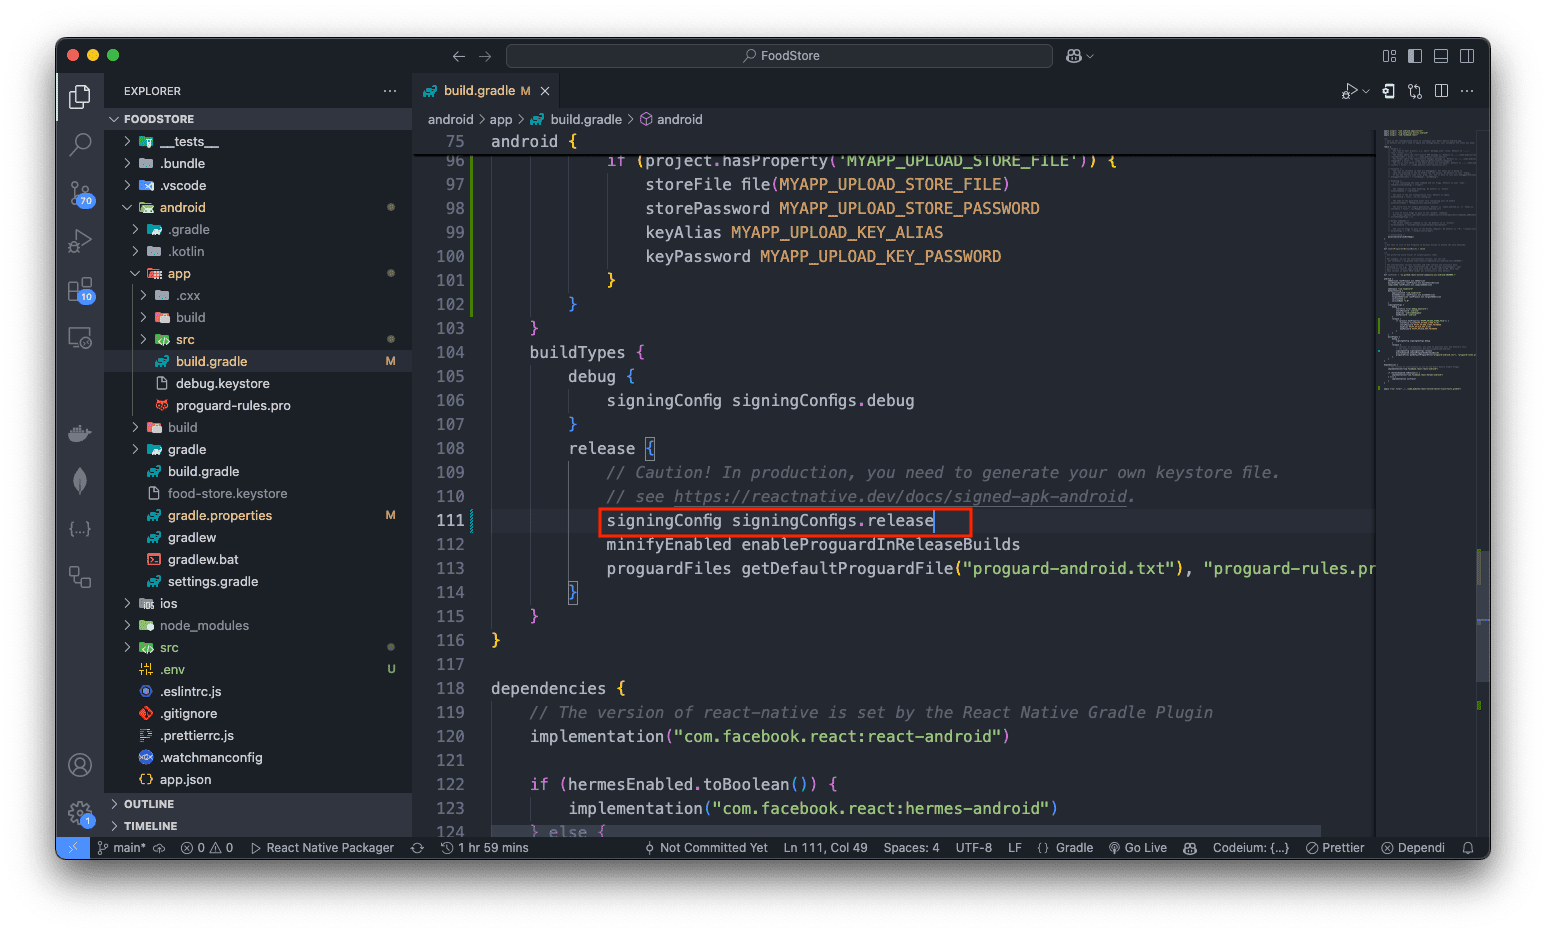 FoodStore
EXPLORER
FOODSTORE
__tests__
.bundle
.vscode
android
.gradle
.kotlin
app
.cxx
build
src
build.gradle M
debug.keystore
proguard-rules.pro
build
gradle
build.gradle
food-store.keystore
gradle.properties M
gradlew
gradlew.bat
settings.gradle
ios
node_modules
src
.env U
.eslintrc.js
.gitignore
.prettierrc.js
.watchmanconfig
app.json
OUTLINE
TIMELINE
70
10
1
build.gradle M
android > app > build.gradle > android
75 android {
96 if (project.hasProperty('MYAPP_UPLOAD_STORE_FILE')) {
97 storeFile file(MYAPP_UPLOAD_STORE_FILE)
98 storePassword MYAPP_UPLOAD_STORE_PASSWORD
99 keyAlias MYAPP_UPLOAD_KEY_ALIAS
100 keyPassword MYAPP_UPLOAD_KEY_PASSWORD
101 }
102 }
103 }
104 buildTypes {
105 debug {
106 signingConfig signingConfigs.debug
107 }
108 release {
109 // Caution! In production, you need to generate your own keystore file.
110 // see https://reactnative.dev/docs/signed-apk-android.
111 signingConfig signingConfigs.release
112 minifyEnabled enableProguardInReleaseBuilds
113 proguardFiles getDefaultProguardFile("proguard-android.txt"), "proguard-rules.pr
114 }
115 }
116 }
117
118 dependencies {
119 // The version of react-native is set by the React Native Gradle Plugin
120 implementation("com.facebook.react:react-android")
121
122 if (hermesEnabled.toBoolean()) {
123 implementation("com.facebook.react:hermes-android")
124 } else {
main* 0 0 React Native Packager 1 hr 59 mins Not Committed Yet Ln 111, Col 49 Spaces: 4 UTF-8 LF {} Gradle Go Live Codeium: {...} Prettier Dependi